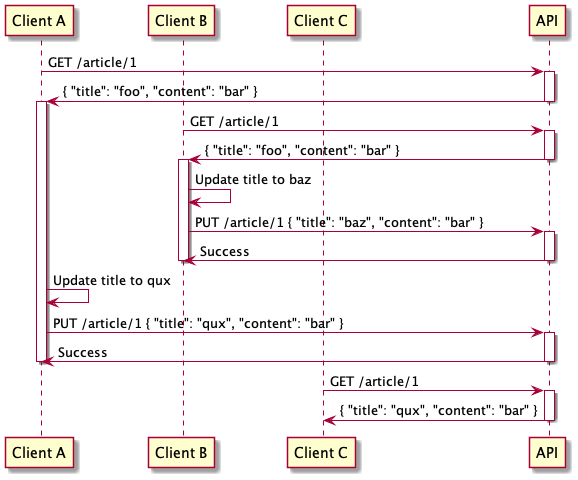 Client A
Client B
Client C
API
GET /article/1
{ "title": "foo", "content": "bar" }
GET /article/1
{ "title": "foo", "content": "bar" }
Update title to baz
PUT /article/1 { "title": "baz", "content": "bar" }
Success
Update title to qux
PUT /article/1 { "title": "qux", "content": "bar" }
Success
GET /article/1
{ "title": "qux", "content": "bar" }
Client A
Client B
Client C
API